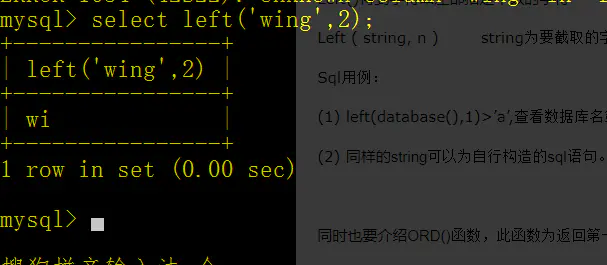 mysql> select left('wing',2);
+----------------+
| left('wing',2) |
+----------------+
| wi |
+----------------+
1 row in set (0.00 sec)
mysql>
Left ( string, n ) string为要截取的
Sql用例：
(1) left(database(),1)>'a',查看数据库名
(2) 同样的string可以为自行构造的sql语句。
同时也要介绍ORD()函数，此函数为返回第一